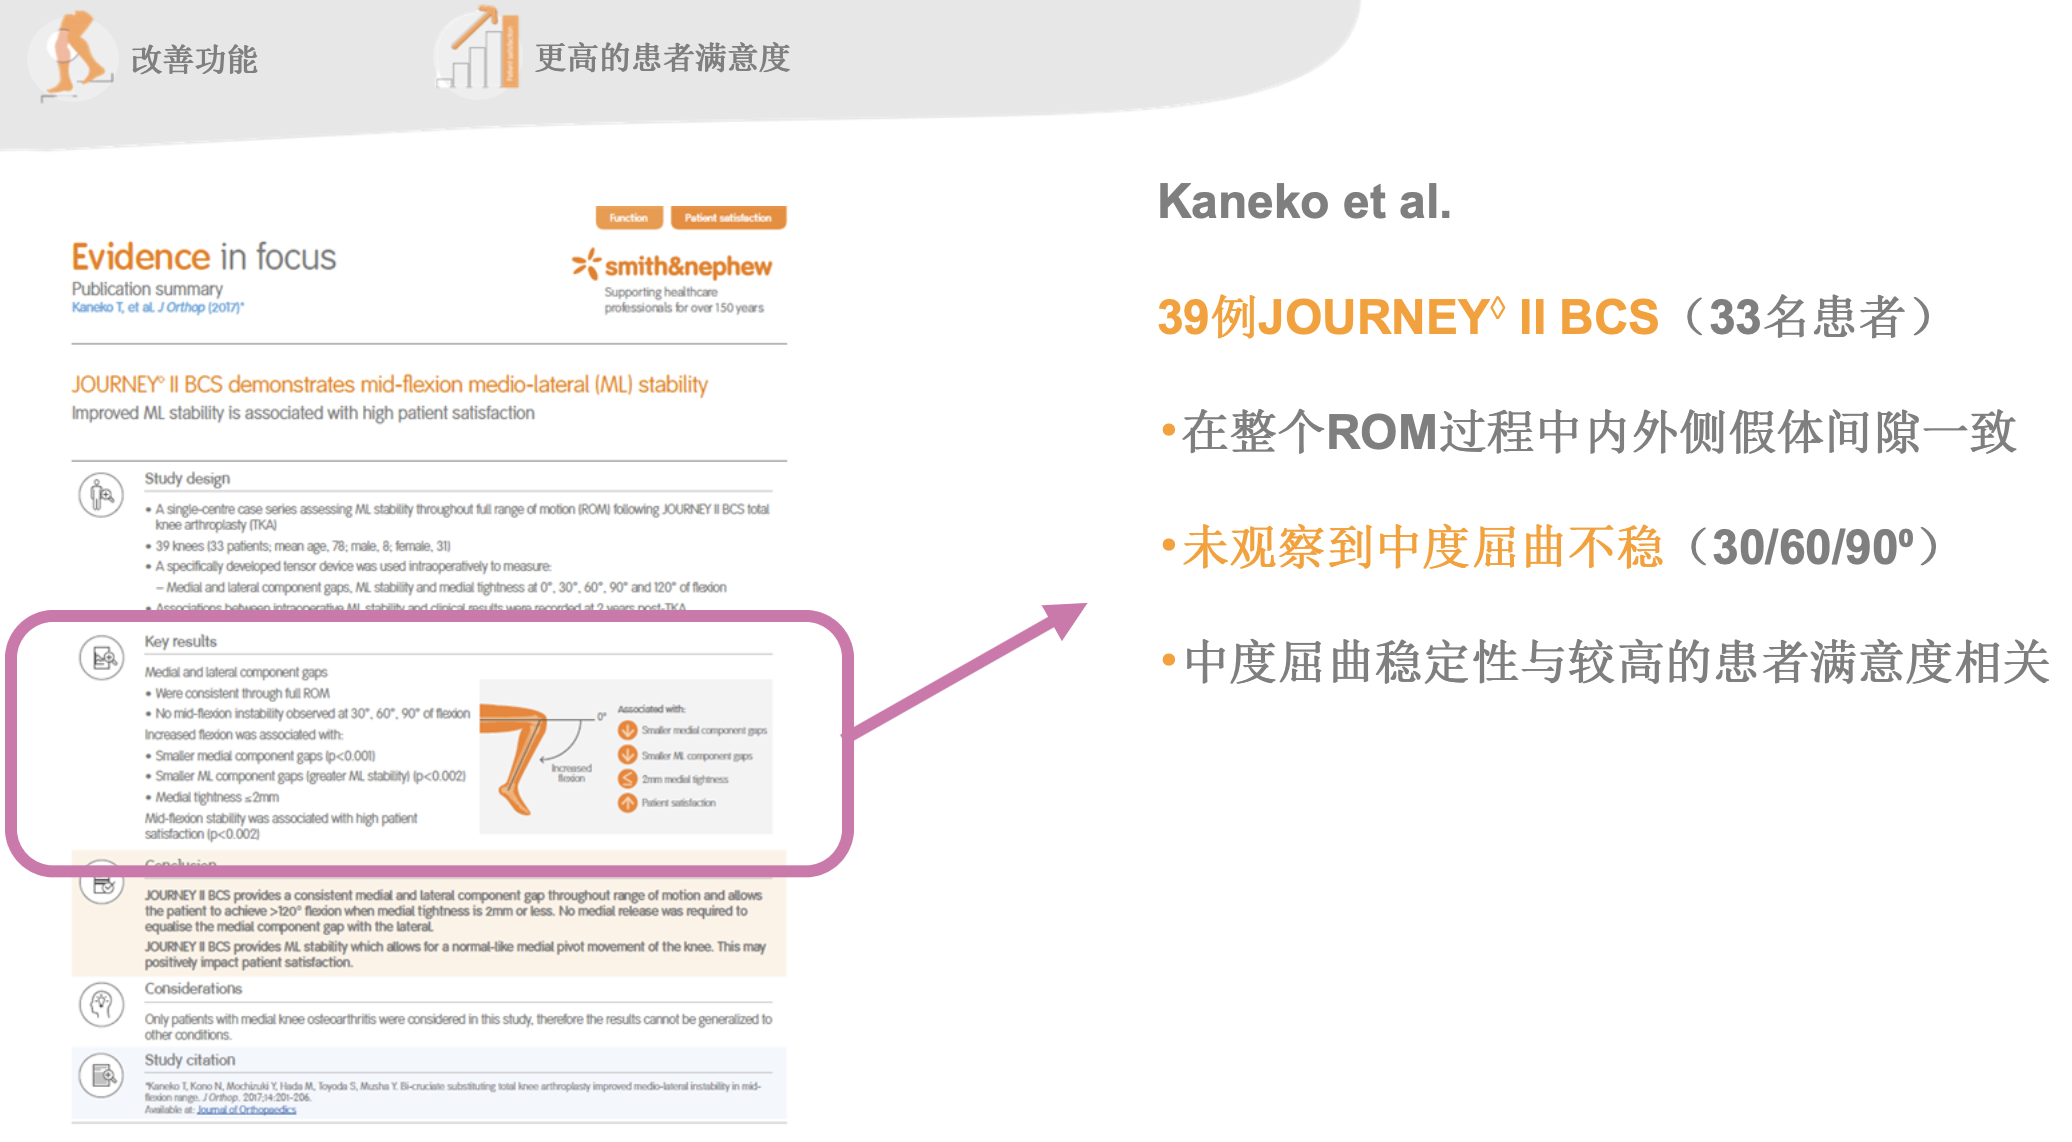 改善功能
更高的患者满意度
Patient satisfaction
Function
Patient satisfaction
Evidence in focus
smith&nephew
Publication summary
Supporting healthcare
Kaneko T, et al. J Orthop (2017)*
professionals for over 150 years
JOURNEY◊ II BCS demonstrates mid-flexion medio-lateral (ML) stability
Improved ML stability is associated with high patient satisfaction
Study design
• A single-centre case series assessing ML stability throughout full range of motion (ROM) following JOURNEY II BCS total
knee arthroplasty (TKA)
• 39 knees (33 patients; mean age, 78; male, 8; female, 31)
• A specifically developed tensor device was used intraoperatively to measure:
– Medial and lateral component gaps, ML stability and medial tightness at 0°, 30°, 60°, 90° and 120° of flexion
• Associations between intraoperative ML stability and clinical results were recorded at 2 years post-TKA
Key results
Medial and lateral component gaps
• Were consistent through full ROM
• No mid-flexion instability observed at 30°, 60°, 90° of flexion
Increased flexion was associated with:
• Smaller medial component gaps (p<0.001)
• Smaller ML component gaps (greater ML stability) (p<0.002)
• Medial tightness ≤2mm
Mid-flexion stability was associated with high patient
satisfaction (p<0.002)
0°
Increased
flexion
Associated with:
Smaller medial component gaps
Smaller ML component gaps
≤ 2mm medial tightness
Patient satisfaction
Conclusion
JOURNEY II BCS provides a consistent medial and lateral component gap throughout range of motion and allows
the patient to achieve >120° flexion when medial tightness is 2mm or less. No medial release was required to
equalise the medial component gap with the lateral.
JOURNEY II BCS provides ML stability which allows for a normal-like medial pivot movement of the knee. This may
positively impact patient satisfaction.
Considerations
Only patients with medial knee osteoarthritis were considered in this study, therefore the results cannot be generalized to
other conditions.
Study citation
*Kaneko T, Kono N, Mochizuki Y, Hada M, Toyoda S, Musha Y. Bi-cruciate substituting total knee arthroplasty improved medio-lateral instability in mid-
flexion range. J Orthop. 2017;14:201-206.
Available at: Journal of Orthopaedics
Kaneko et al.
39例JOURNEY◊ II BCS（33名患者）
•在整个ROM过程中内外侧假体间隙一致
•未观察到中度屈曲不稳（30/60/90º）
•中度屈曲稳定性与较高的患者满意度相关